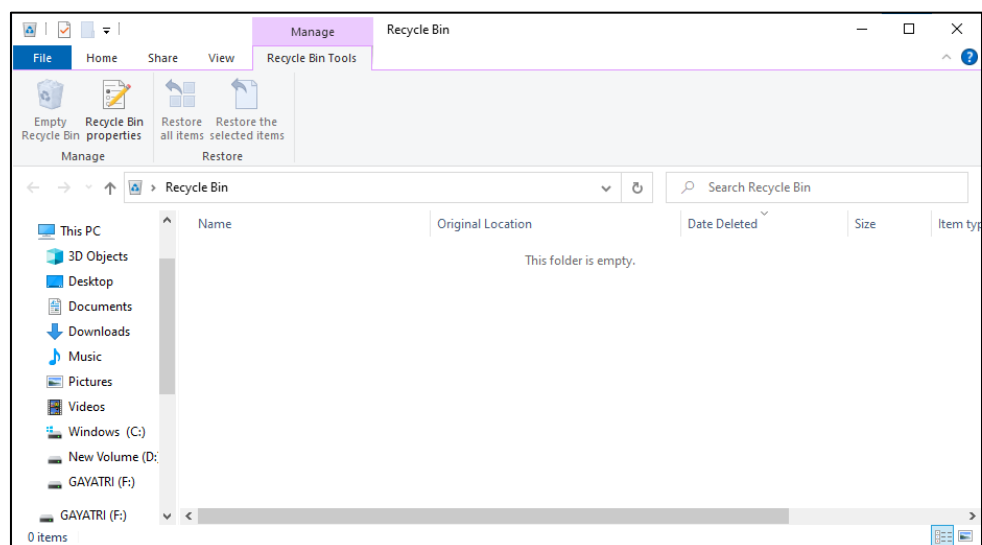 Manage
Recycle Bin
File Home Share View Recycle Bin Tools
Empty Recycle Bin
Recycle Bin properties
Restore all items
Restore the selected items
Manage
Restore
Recycle Bin
Search Recycle Bin
Name Original Location Date Deleted Size Item typ
This folder is empty.
This PC
3D Objects
Desktop
Documents
Downloads
Music
Pictures
Videos
Windows (C:)
New Volume (D:
GAYATRI (F:)
GAYATRI (F:)
0 items